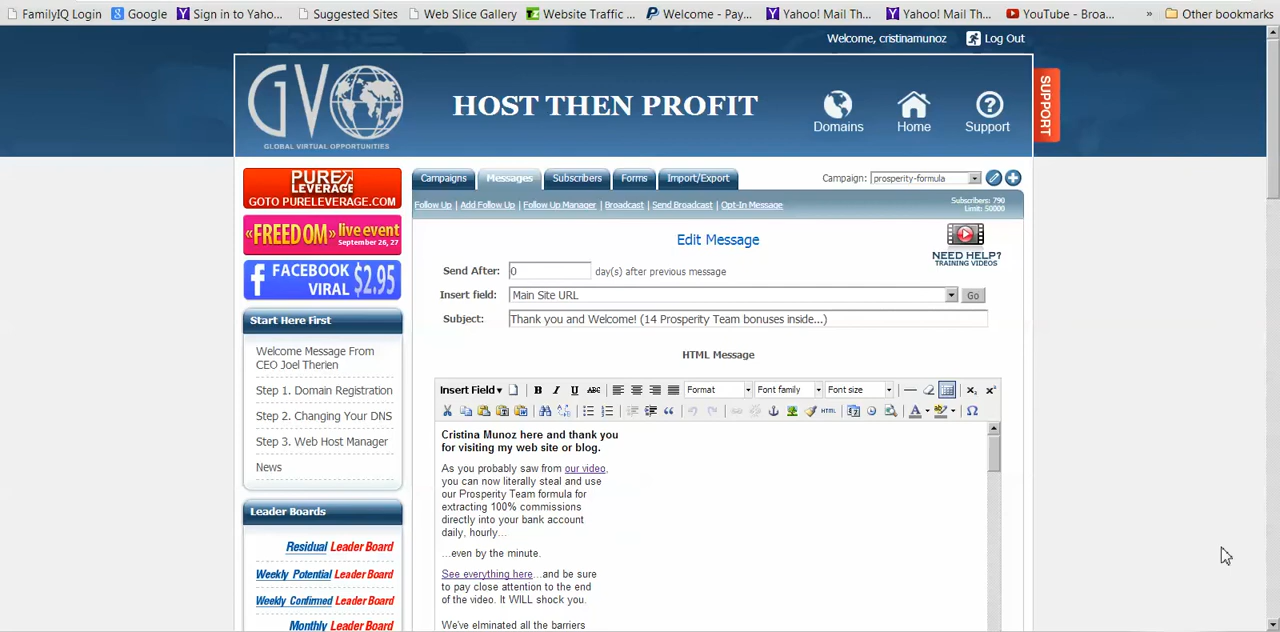 FamilyIQ Login Google Sign in to Yaho... Suggested Sites Web Slice Gallery Website Traffic ... Welcome - Pay... Yahoo! Mail Th... Yahoo! Mail Th... YouTube - Broa... » Other bookmarks
Welcome, cristinamunoz Log Out
GVO
GLOBAL VIRTUAL OPPORTUNITIES
HOST THEN PROFIT
Domains Home Support
SUPPORT
PURE
LEVERAGE
GOTO PURELEVERAGE.COM
«FREEDOM» live event
September 26, 27
FACEBOOK
VIRAL $2.95
Start Here First
Welcome Message From
CEO Joel Therien
Step 1. Domain Registration
Step 2. Changing Your DNS
Step 3. Web Host Manager
News
Leader Boards
Residual Leader Board
Weekly Potential Leader Board
Weekly Confirmed Leader Board
Monthly Leader Board
Campaigns Messages Subscribers Forms Import/Export Campaign: prosperity-formula
Follow Up | Add Follow Up | Follow Up Manager | Broadcast | Send Broadcast | Opt-In Message
Subscribers: 790
Limit: 50000
Edit Message
NEED HELP?
TRAINING VIDEOS
Send After: 0 day(s) after previous message
Insert field: Main Site URL Go
Subject: Thank you and Welcome! (14 Prosperity Team bonuses inside...)
HTML Message
Insert Field B I U ABC Format Font family Font size
HTML
Cristina Munoz here and thank you
for visiting my web site or blog.
As you probably saw from our video,
you can now literally steal and use
our Prosperity Team formula for
extracting 100% commissions
directly into your bank account
daily, hourly...
...even by the minute.
See everything here...and be sure
to pay close attention to the end
of the video. It WILL shock you.
We've elminated all the barriers